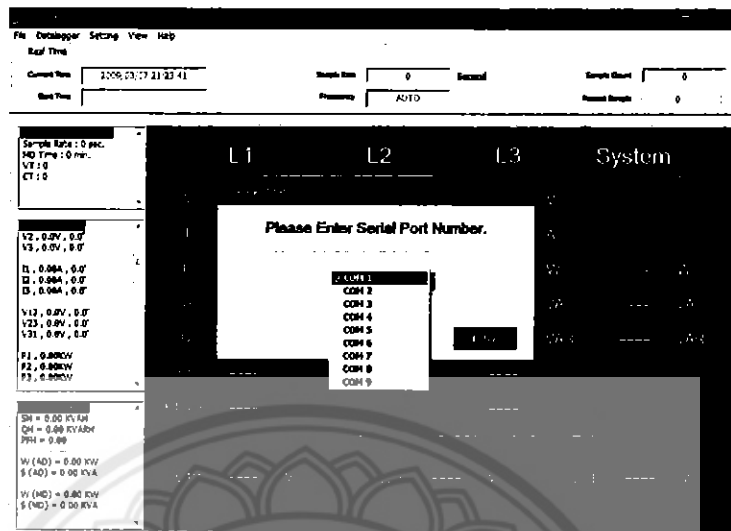 File Datalogger Setting View Help
Real Time
Current Time 2009/03/07 21:23:41 Sample Rate 0 Second Sample Count 0
Start Time Frequency AUTO 0
Sample Rate : 0 sec.
MD Time : 0 min.
VT : 0
CT : 0
L1 L2 L3 System
Please Enter Serial Port Number.
COM 1
COM 2
COM 3
COM 4
COM 5
COM 6
COM 7
COM 8
COM 9
V2 , 0.0V , 0.0°
V3 , 0.0V , 0.0°
I1 , 0.00A , 0.0°
I2 , 0.00A , 0.0°
I3 , 0.00A , 0.0°
V12 , 0.0V , 0.0°
V23 , 0.0V , 0.0°
V31 , 0.0V , 0.0°
P1 , 0.00KW
P2 , 0.00KW
P3 , 0.00KW
SH = 0.00 KVAH
QH = 0.00 KVARH
PFH = 0.00
W (AD) = 0.00 KW
S (AD) = 0.00 KVA
W (MD) = 0.00 KW
S (MD) = 0.00 KVA